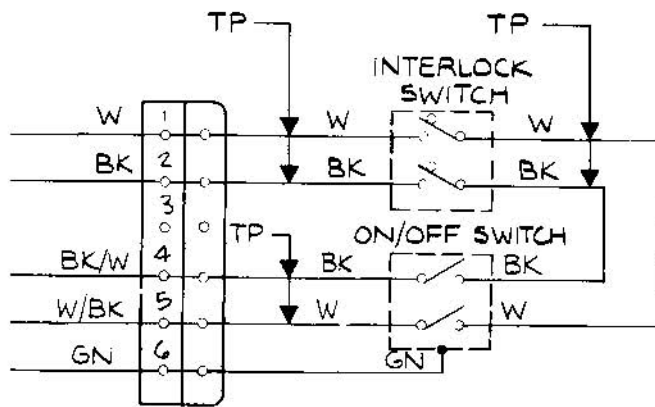 TP
TP
INTERLOCK
SWITCH
W
1
W
W
BK
2
BK
BK
3
TP
ON/OFF SWITCH
BK/W
4
BK
BK
W/BK
5
W
W
GN
6
GN